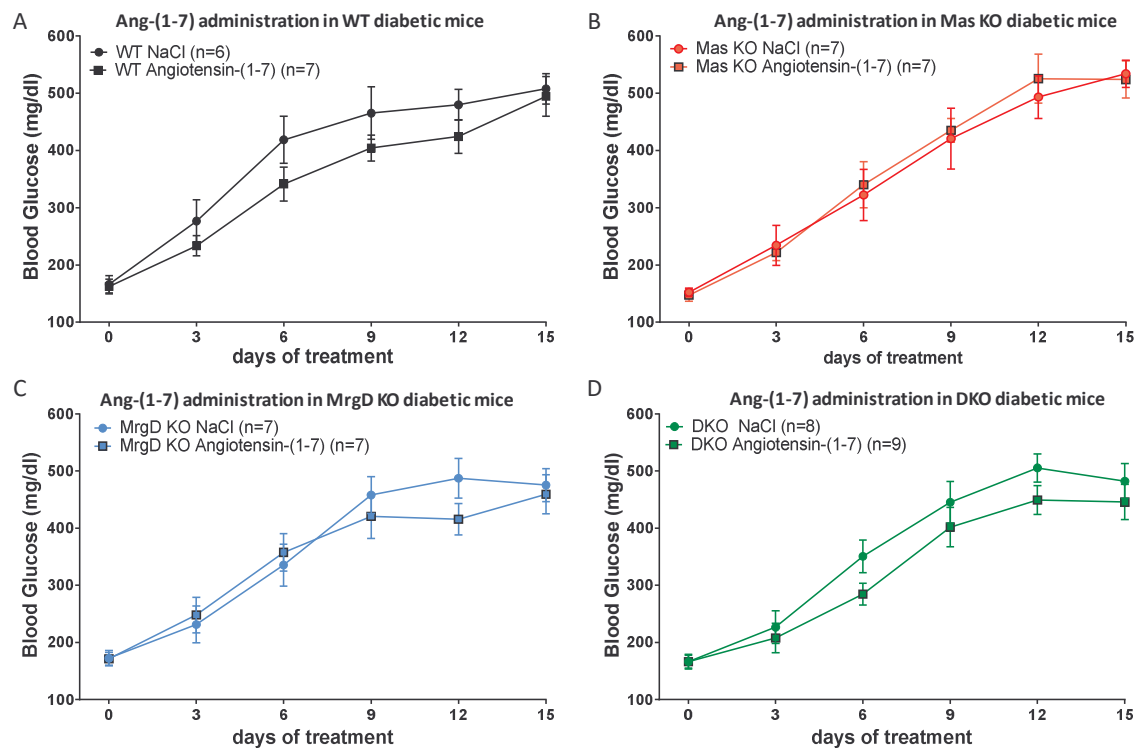 A
Ang-(1-7) administration in WT diabetic mice
600
500
400
300
200
100
Blood Glucose (mg/dl)
WT NaCl (n=6)
WT Angiotensin-(1-7) (n=7)
0 3 6 9 12 15
days of treatment
B
Ang-(1-7) administration in Mas KO diabetic mice
600
500
400
300
200
100
Blood Glucose (mg/dl)
Mas KO NaCl (n=7)
Mas KO Angiotensin-(1-7) (n=7)
0 3 6 9 12 15
days of treatment
C
Ang-(1-7) administration in MrgD KO diabetic mice
600
500
400
300
200
100
Blood Glucose (mg/dl)
MrgD KO NaCl (n=7)
MrgD KO Angiotensin-(1-7) (n=7)
0 3 6 9 12 15
days of treatment
D
Ang-(1-7) administration in DKO diabetic mice
600
500
400
300
200
100
Blood Glucose (mg/dl)
DKO NaCl (n=8)
DKO Angiotensin-(1-7) (n=9)
0 3 6 9 12 15
days of treatment